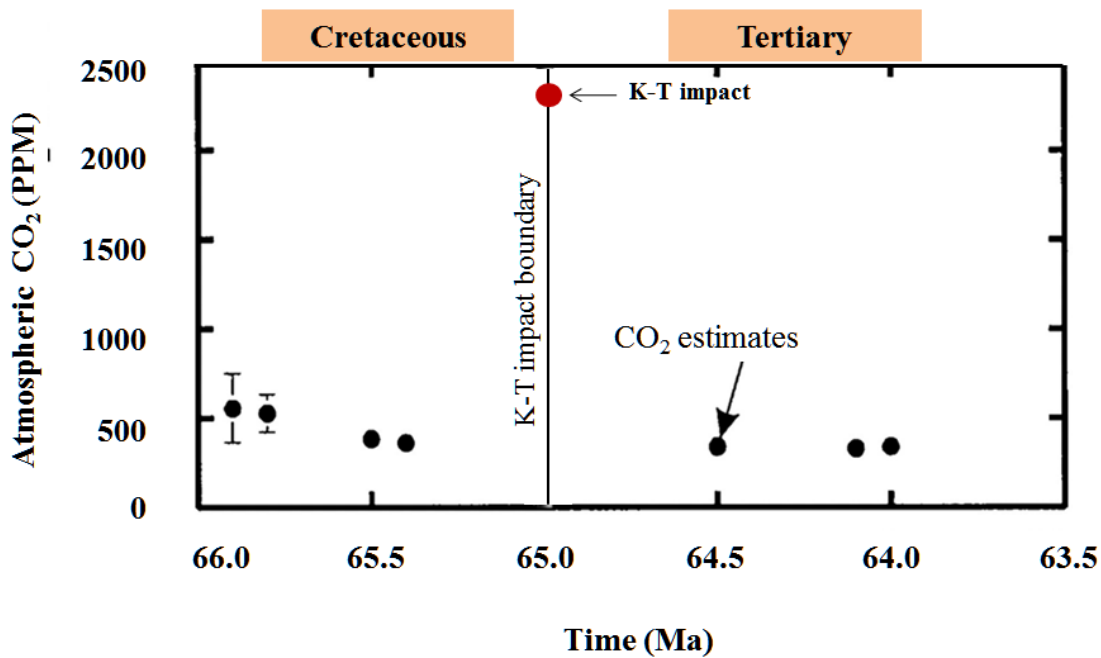 Cretaceous
Tertiary
2500
2000
1500
1000
500
0
Atmospheric CO₂ (PPM)
K-T impact
K-T impact boundary
CO₂ estimates
66.0 65.5 65.0 64.5 64.0 63.5
Time (Ma)